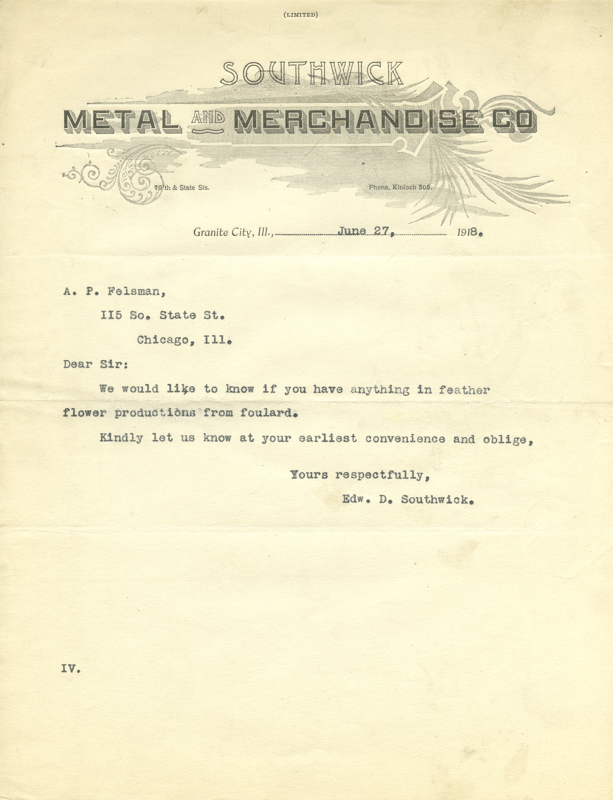 (LIMITED)
SOUTHWICK
METAL AND MERCHANDISE CO
th & State Sts.
Phone, Kinloch 306.
Granite City, Ill., June 27, 1918.
A. P. Felsman,
115 So. State St.
Chicago, Ill.
Dear Sir:
We would like to know if you have anything in feather
flower productions from foulard.
Kindly let us know at your earliest convenience and oblige,
Yours respectfully,
Edw. D. Southwick.
IV.